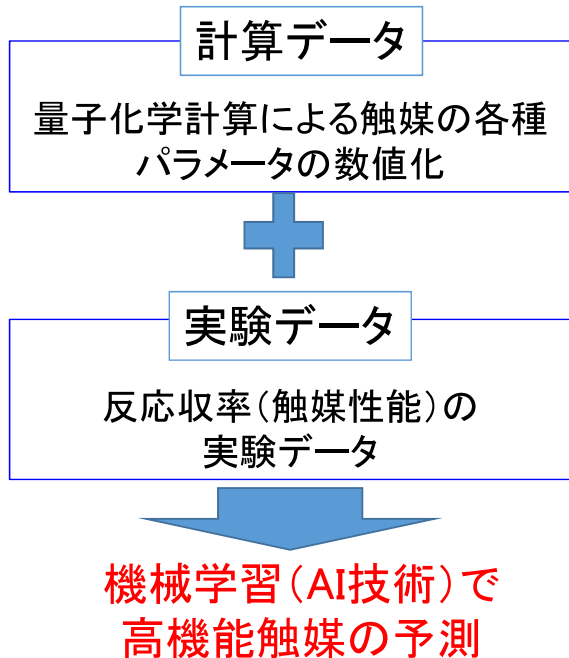 計算データ
量子化学計算による触媒の各種
パラメータの数値化
実験データ
反応収率(触媒性能)の
実験データ
機械学習(AI技術)で
高機能触媒の予測